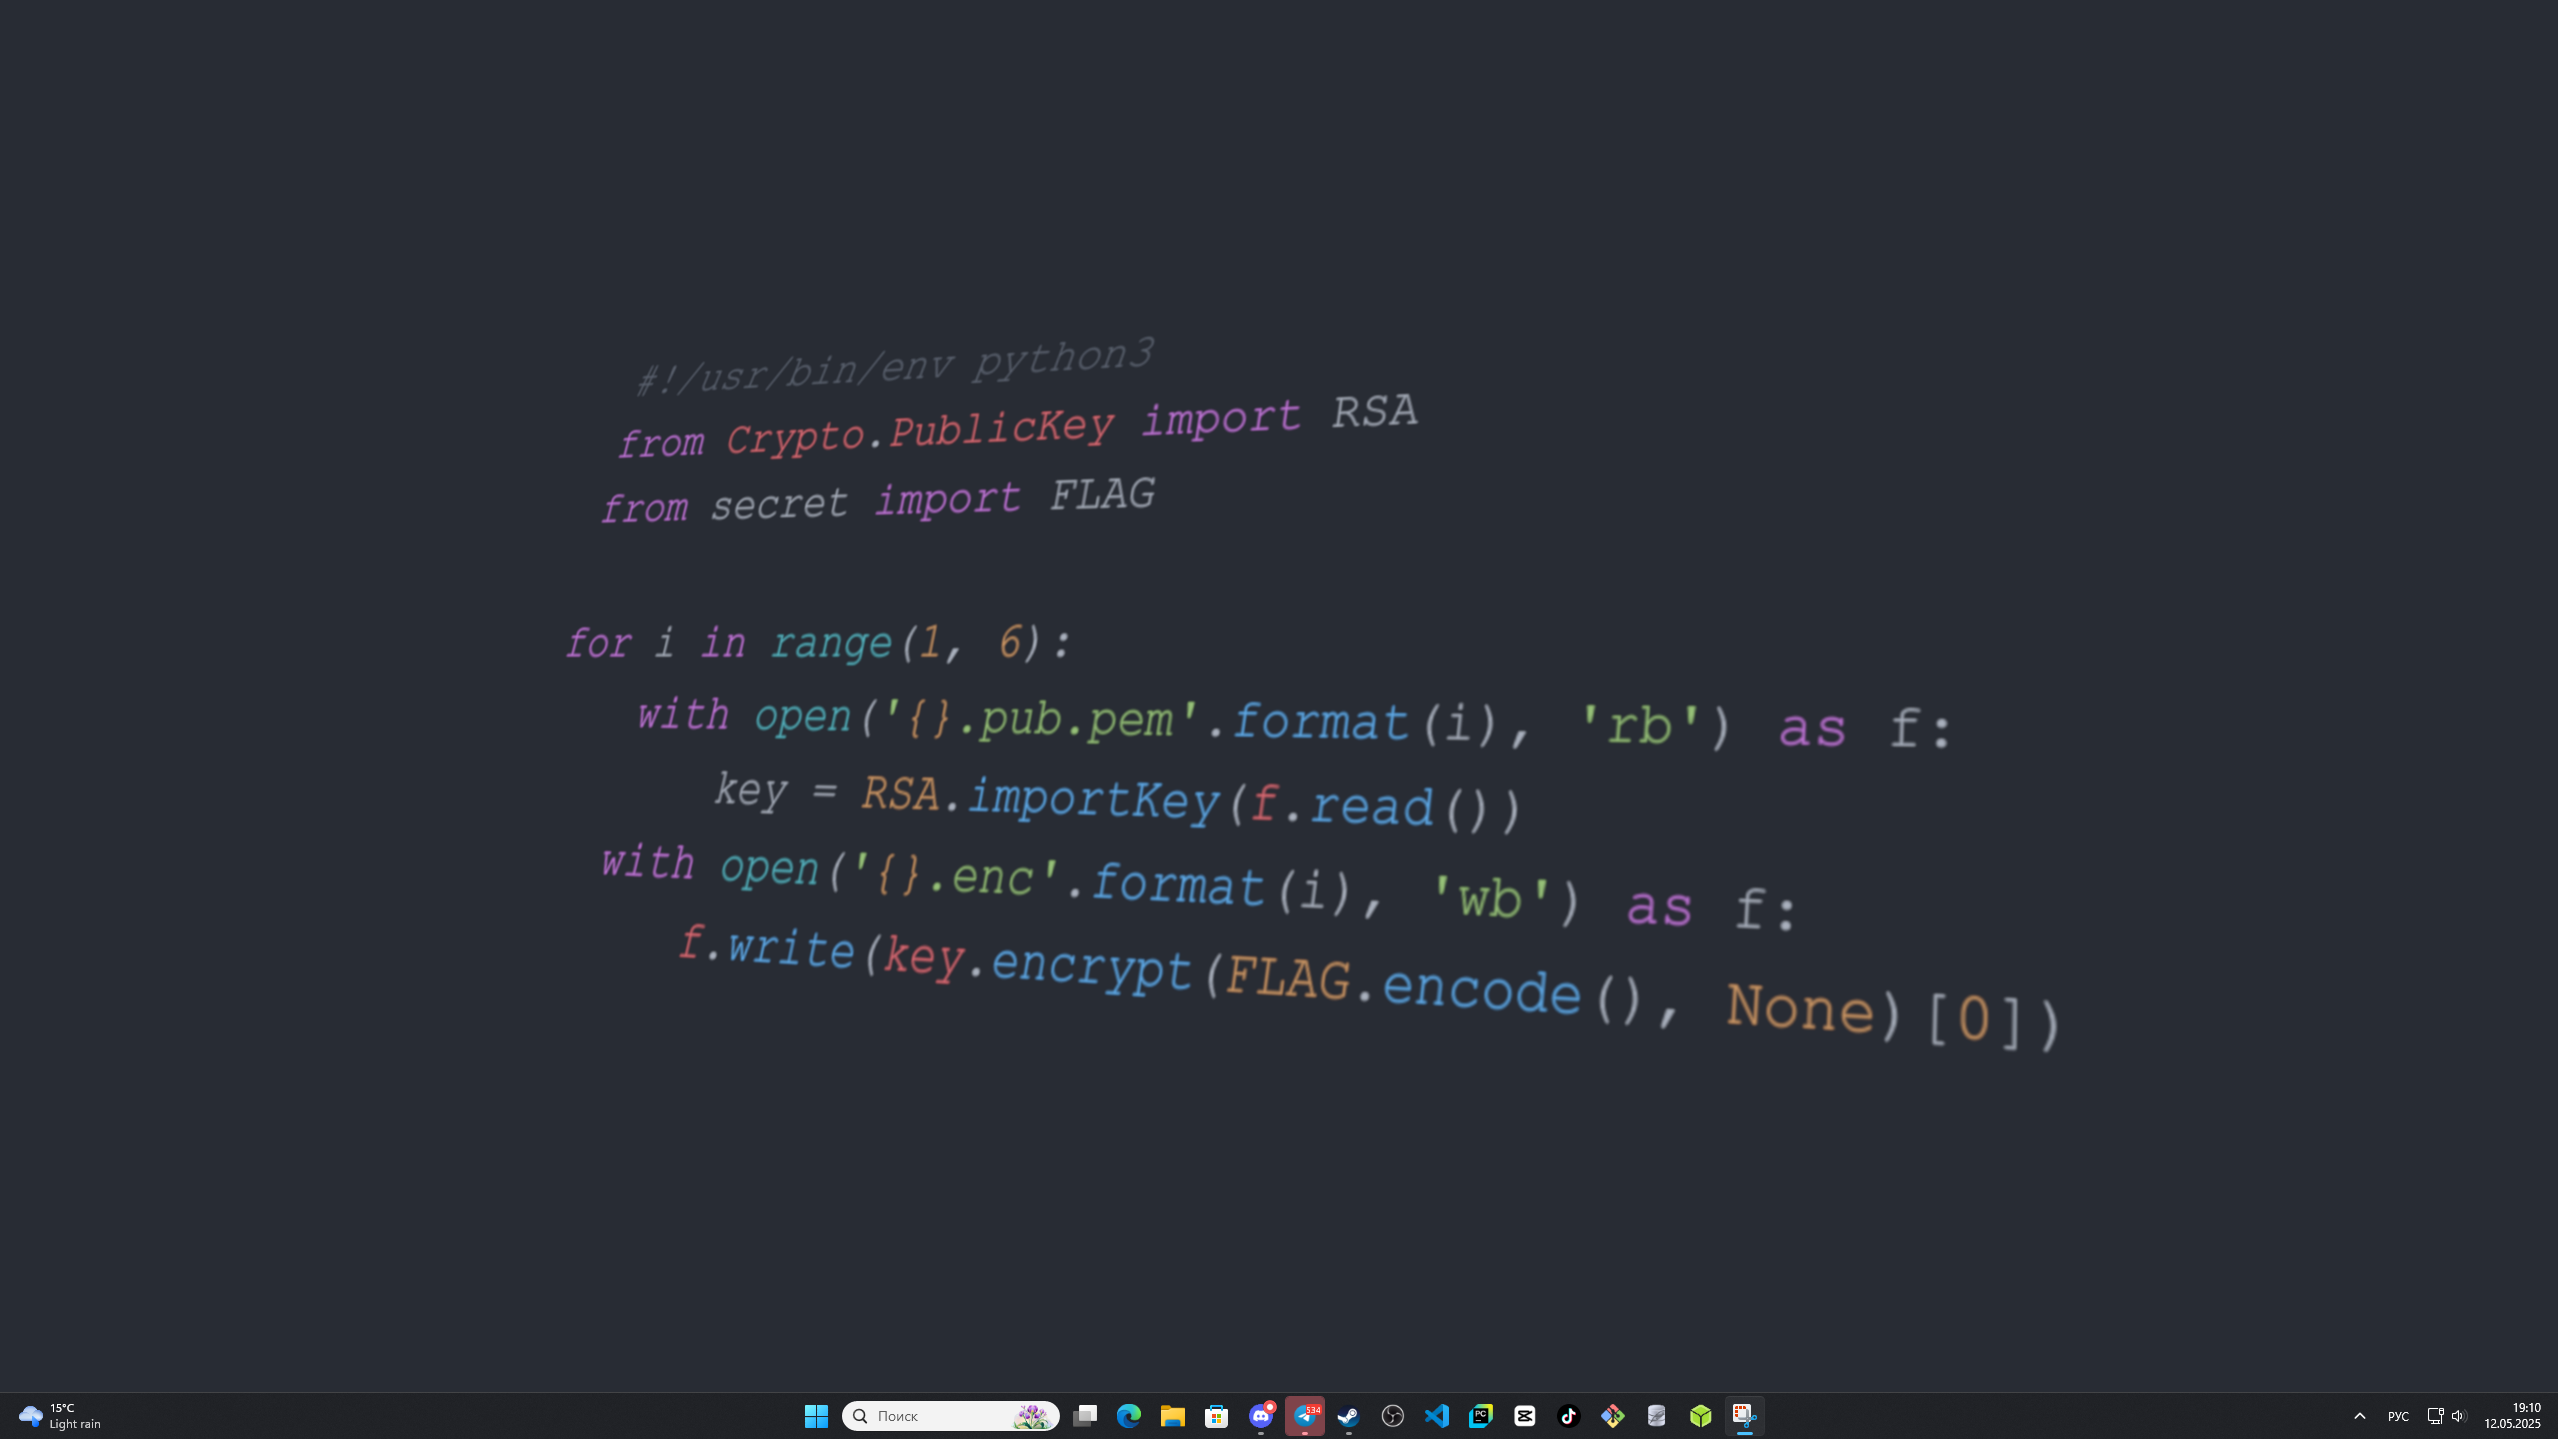 #!/usr/bin/env python3
from Crypto.PublicKey import RSA
from secret import FLAG
for i in range(1, 6):
with open('{}.pub.pem'.format(i), 'rb') as f:
key = RSA.importKey(f.read())
with open('{}.enc'.format(i), 'wb') as f:
f.write(key.encrypt(FLAG.encode(), None)[0])
15°C
Light rain
Поиск
534
PC
РУС
19:10
12.05.2025